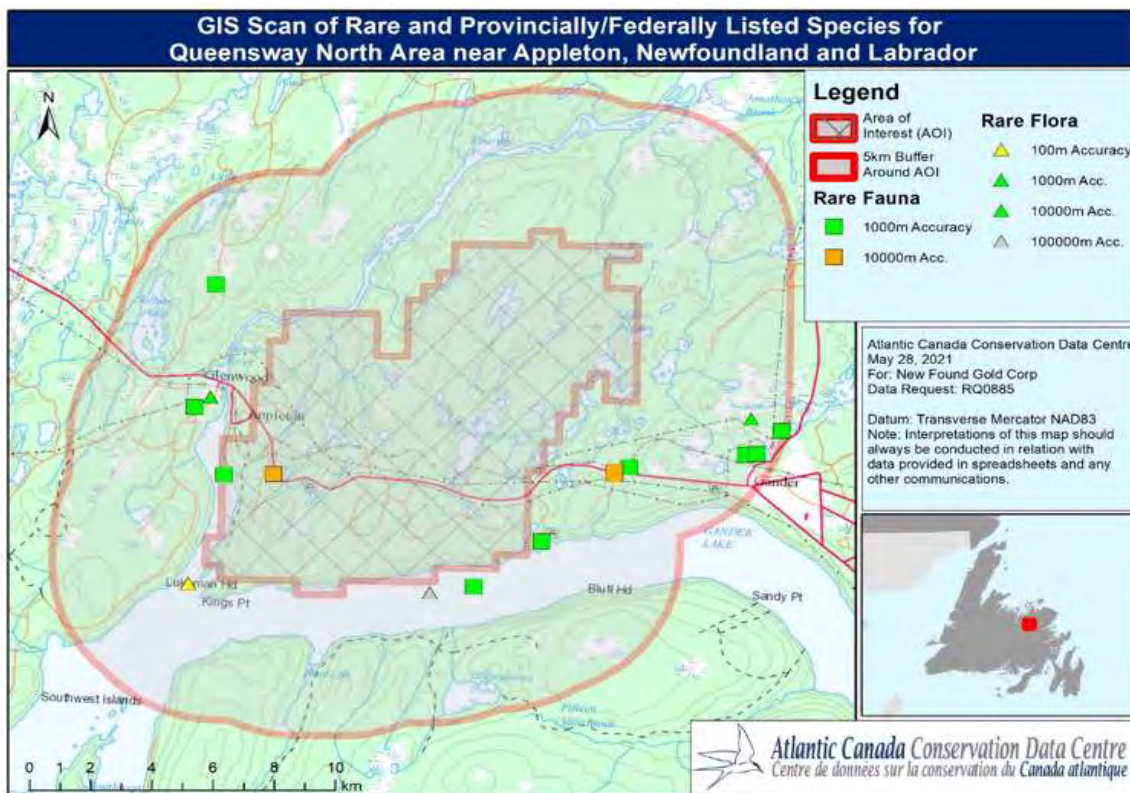 GIS Scan of Rare and Provincially/Federally Listed Species for
Queensway North Area near Appleton, Newfoundland and Labrador
N
Legend
Area of
Interest (AOI)
5km Buffer
Around AOI
Rare Fauna
1000m Accuracy
10000m Acc.
Rare Flora
100m Accuracy
1000m Acc.
10000m Acc.
100000m Acc.
Glenwood
Appleton
Gander
GANDER
LAKE
Kings Pt
Bluff Hd
Sandy Pt
Southwest Islands
0 2 4 6 8 10
km
Atlantic Canada Conservation Data Centre
May 28, 2021
For: New Found Gold Corp
Data Request: RQ0885
Datum: Transverse Mercator NAD83
Note: Interpretations of this map should
always be conducted in relation with
data provided in spreadsheets and any
other communications.
Atlantic Canada Conservation Data Centre
Centre de données sur la conservation du Canada atlantique